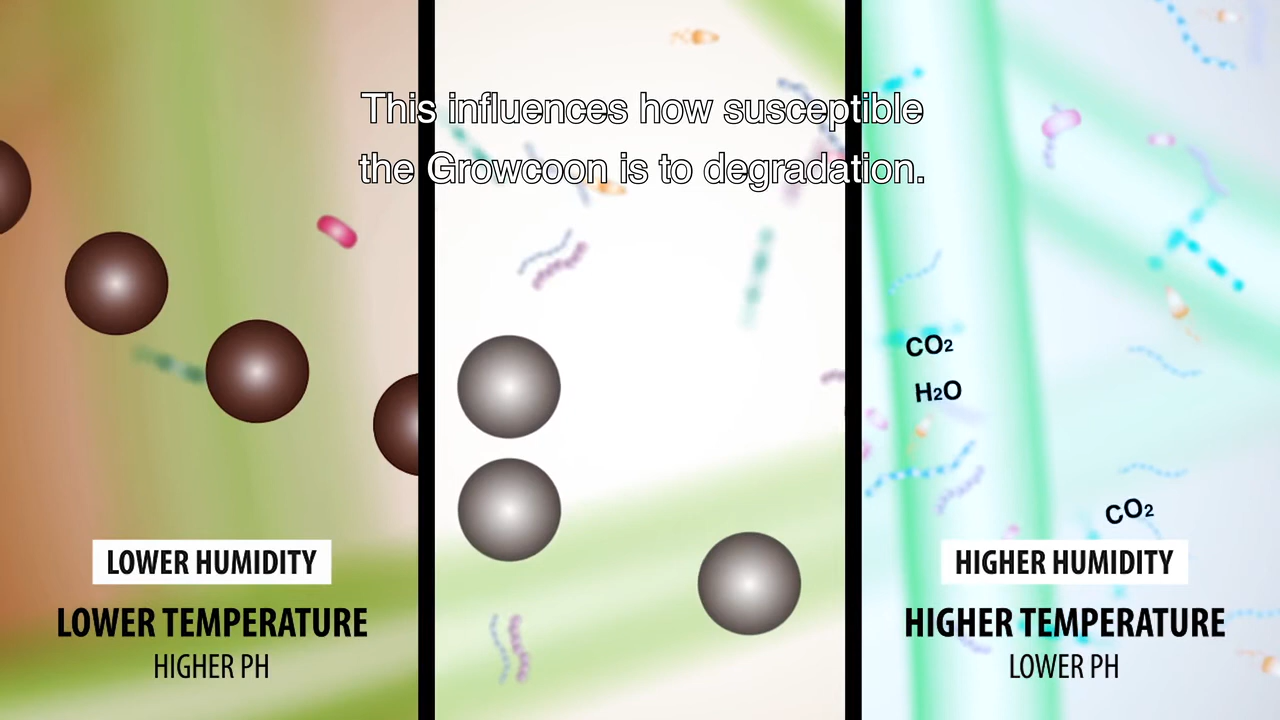 This influences how susceptible
the Growcoon is to degradation.
CO2
H2O
CO2
LOWER HUMIDITY
LOWER TEMPERATURE
HIGHER PH
HIGHER HUMIDITY
HIGHER TEMPERATURE
LOWER PH